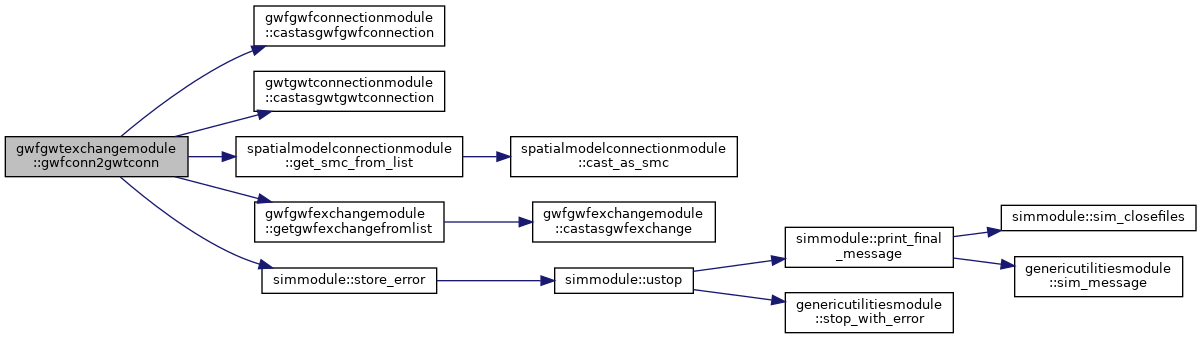 gwfgwfconnectionmodule
::castasgwfgwfconnection
gwtgwtconnectionmodule
::castasgwtgwtconnection
gwfgwtexchangemodule
::gwfconn2gwtconn
spatialmodelconnectionmodule
::get_smc_from_list
spatialmodelconnectionmodule
::cast_as_smc
gwfgwfexchangemodule
::getgwfexchangefromlist
gwfgwfexchangemodule
::castasgwfexchange
simmodule::store_error
simmodule::ustop
simmodule::print_final
_message
simmodule::sim_closefiles
genericutilitiesmodule
::sim_message
genericutilitiesmodule
::stop_with_error